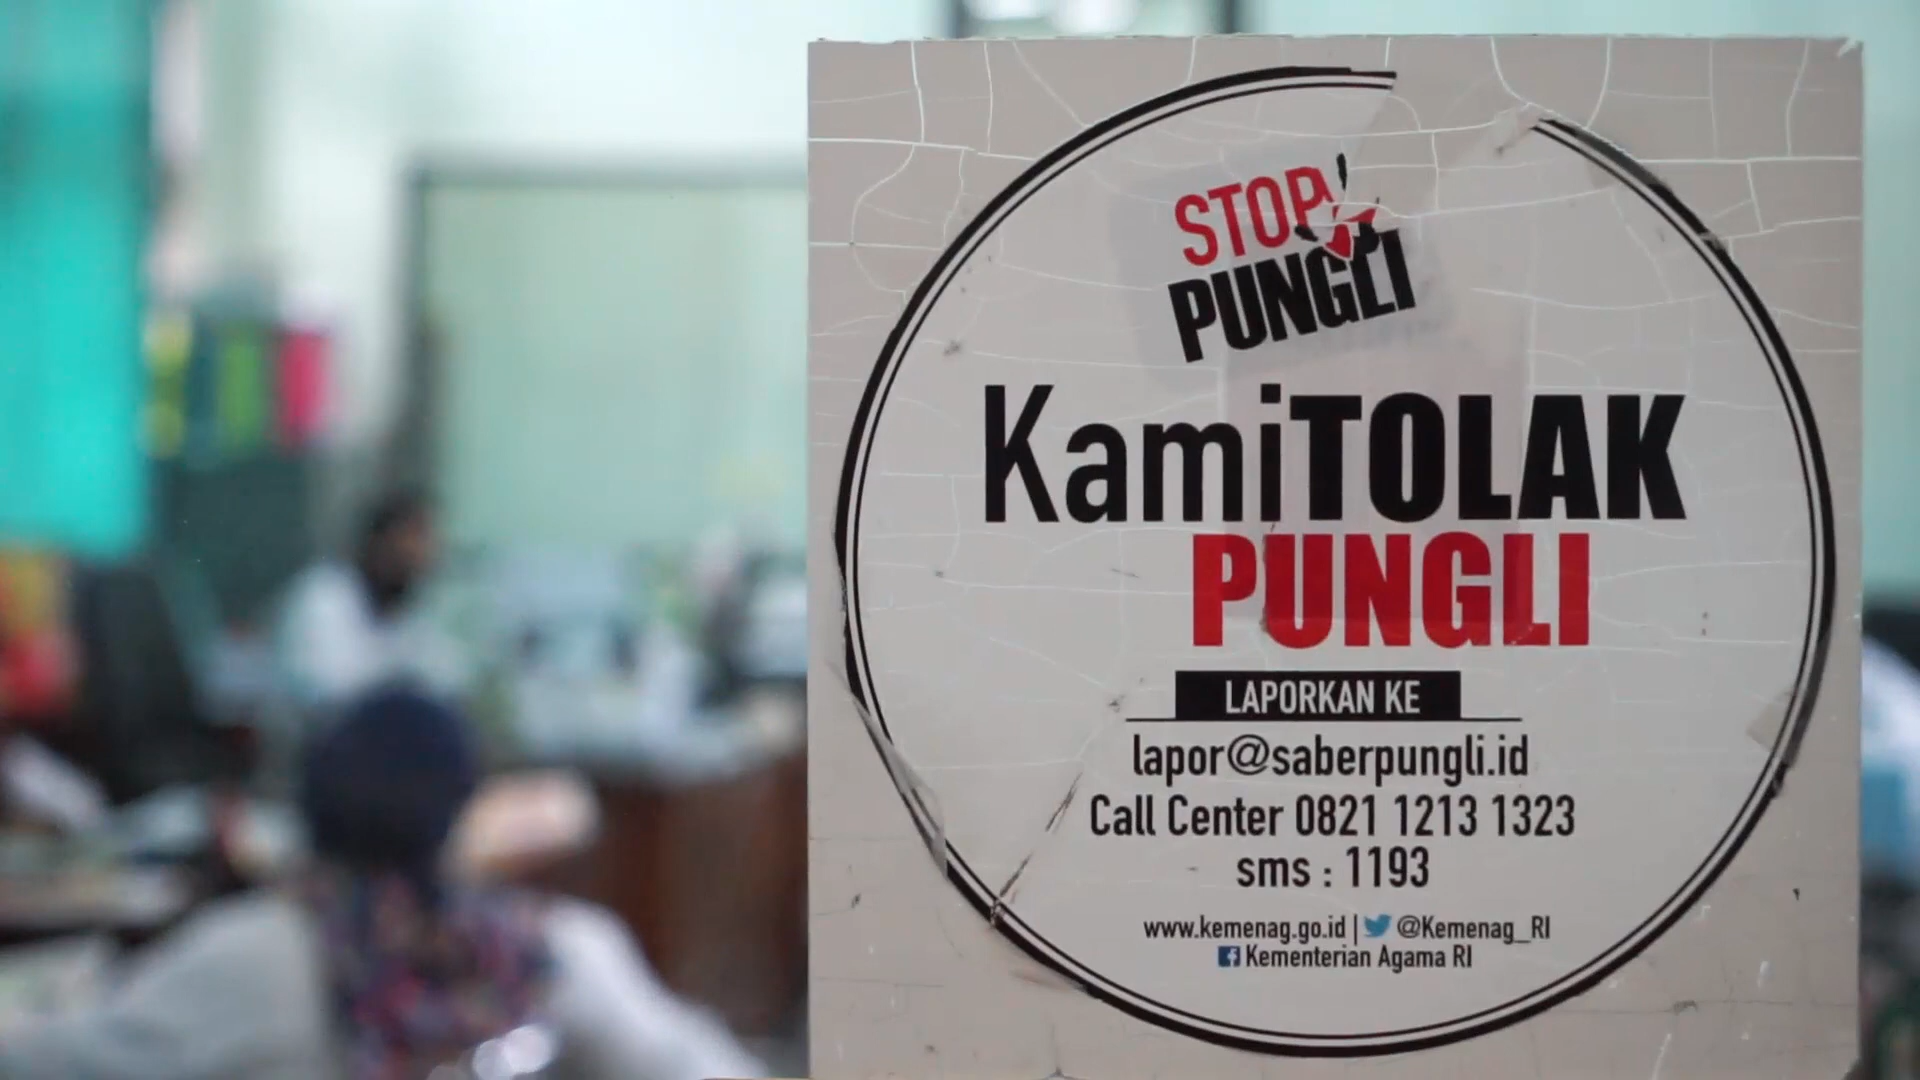 STOP
PUNGLI
KamiTOLAK
PUNGLI
LAPORKAN KE
lapor@saberpungli.id
Call Center 0821 1213 1323
sms : 1193
www.kemenag.go.id | @Kemenag_RI
Kementerian Agama RI